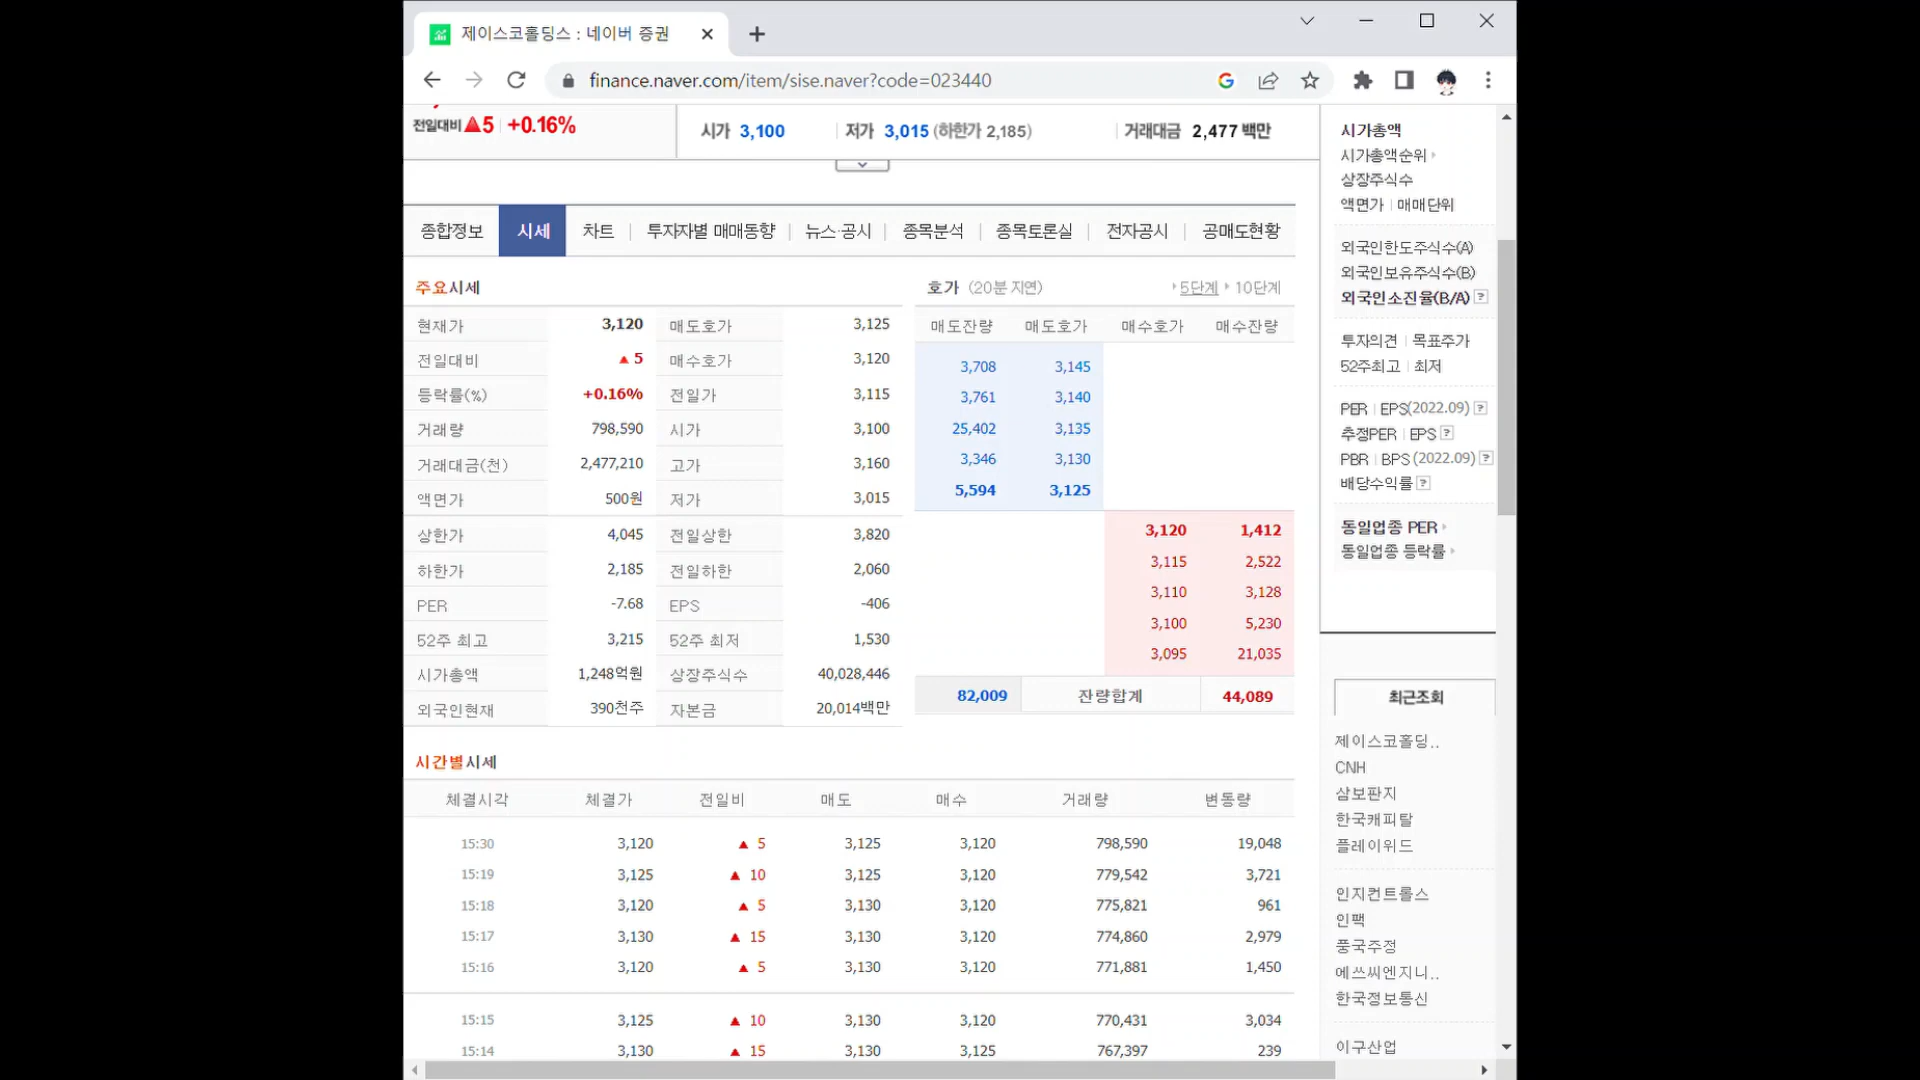 제이스코홀딩스 : 네이버 증권
finance.naver.com/item/sise.naver?code=023440
전일대비 ▲5 +0.16%
시가 3,100 저가 3,015 (하한가 2,185) 거래대금 2,477 백만
종합정보 시세 차트 투자자별 매매동향 뉴스·공시 종목분석 종목토론실 전자공시 공매도현황
주요시세
현재가 3,120 매도호가 3,125
전일대비 ▲ 5 매수호가 3,120
등락률(%) +0.16% 전일가 3,115
거래량 798,590 시가 3,100
거래대금(천) 2,477,210 고가 3,160
액면가 500원 저가 3,015
상한가 4,045 전일상한 3,820
하한가 2,185 전일하한 2,060
PER -7.68 EPS -406
52주 최고 3,215 52주 최저 1,530
시가총액 1,248억원 상장주식수 40,028,446
외국인현재 390천주 자본금 20,014백만
호가 (20분 지연) 5단계 10단계
매도잔량 매도호가 매수호가 매수잔량
3,708 3,145
3,761 3,140
25,402 3,135
3,346 3,130
5,594 3,125
3,120 1,412
3,115 2,522
3,110 3,128
3,100 5,230
3,095 21,035
82,009 잔량합계 44,089
시간별시세
체결시각 체결가 전일비 매도 매수 거래량 변동량
15:30 3,120 ▲ 5 3,125 3,120 798,590 19,048
15:19 3,125 ▲ 10 3,125 3,120 779,542 3,721
15:18 3,120 ▲ 5 3,130 3,120 775,821 961
15:17 3,130 ▲ 15 3,130 3,120 774,860 2,979
15:16 3,120 ▲ 5 3,130 3,120 771,881 1,450
15:15 3,125 ▲ 10 3,130 3,120 770,431 3,034
15:14 3,130 ▲ 15 3,130 3,125 767,397 239
시가총액
시가총액순위
상장주식수
액면가 매매단위
외국인한도주식수(A)
외국인보유주식수(B)
외국인소진율(B/A) ?
투자의견 목표주가
52주최고 최저
PER EPS(2022.09) ?
추정PER EPS ?
PBR BPS (2022.09) ?
배당수익률 ?
동일업종 PER
동일업종 등락률
최근조회
제이스코홀딩..
CNH
삼보판지
한국캐피탈
플레이위드
인지컨트롤스
인팩
풍국주정
에쓰씨엔지니..
한국정보통신
이구산업